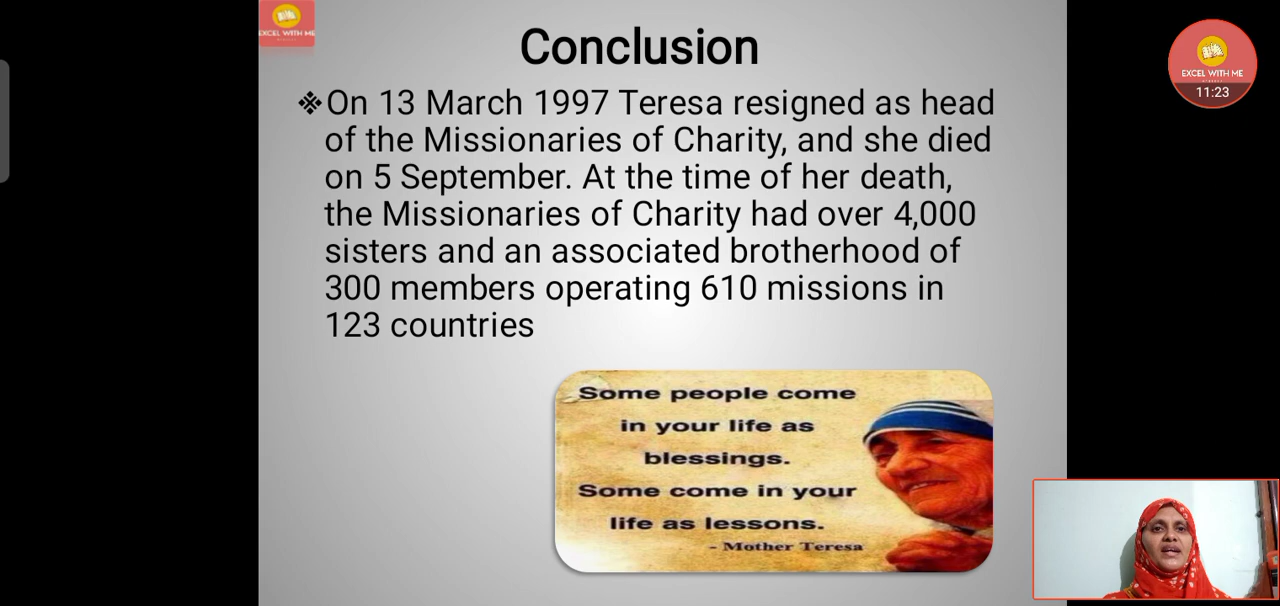 EXCEL WITH ME
Conclusion
❖On 13 March 1997 Teresa resigned as head
of the Missionaries of Charity, and she died
on 5 September. At the time of her death,
the Missionaries of Charity had over 4,000
sisters and an associated brotherhood of
300 members operating 610 missions in
123 countries
Some people come
in your life as
blessings.
Some come in your
life as lessons.
- Mother Teresa
EXCEL WITH ME
11:23